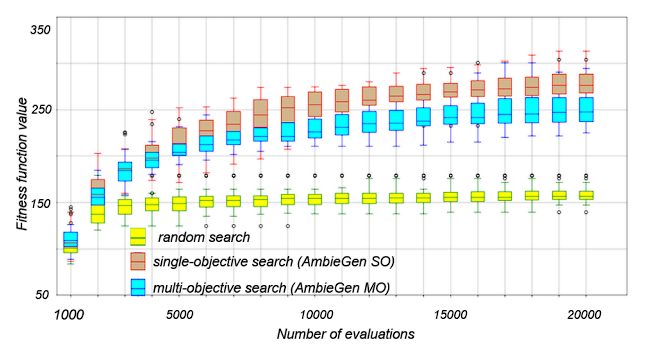 350
250
150
50
Fitness function value
random search
single-objective search (AmbieGen SO)
multi-objective search (AmbieGen MO)
1000 5000 10000 15000 20000
Number of evaluations